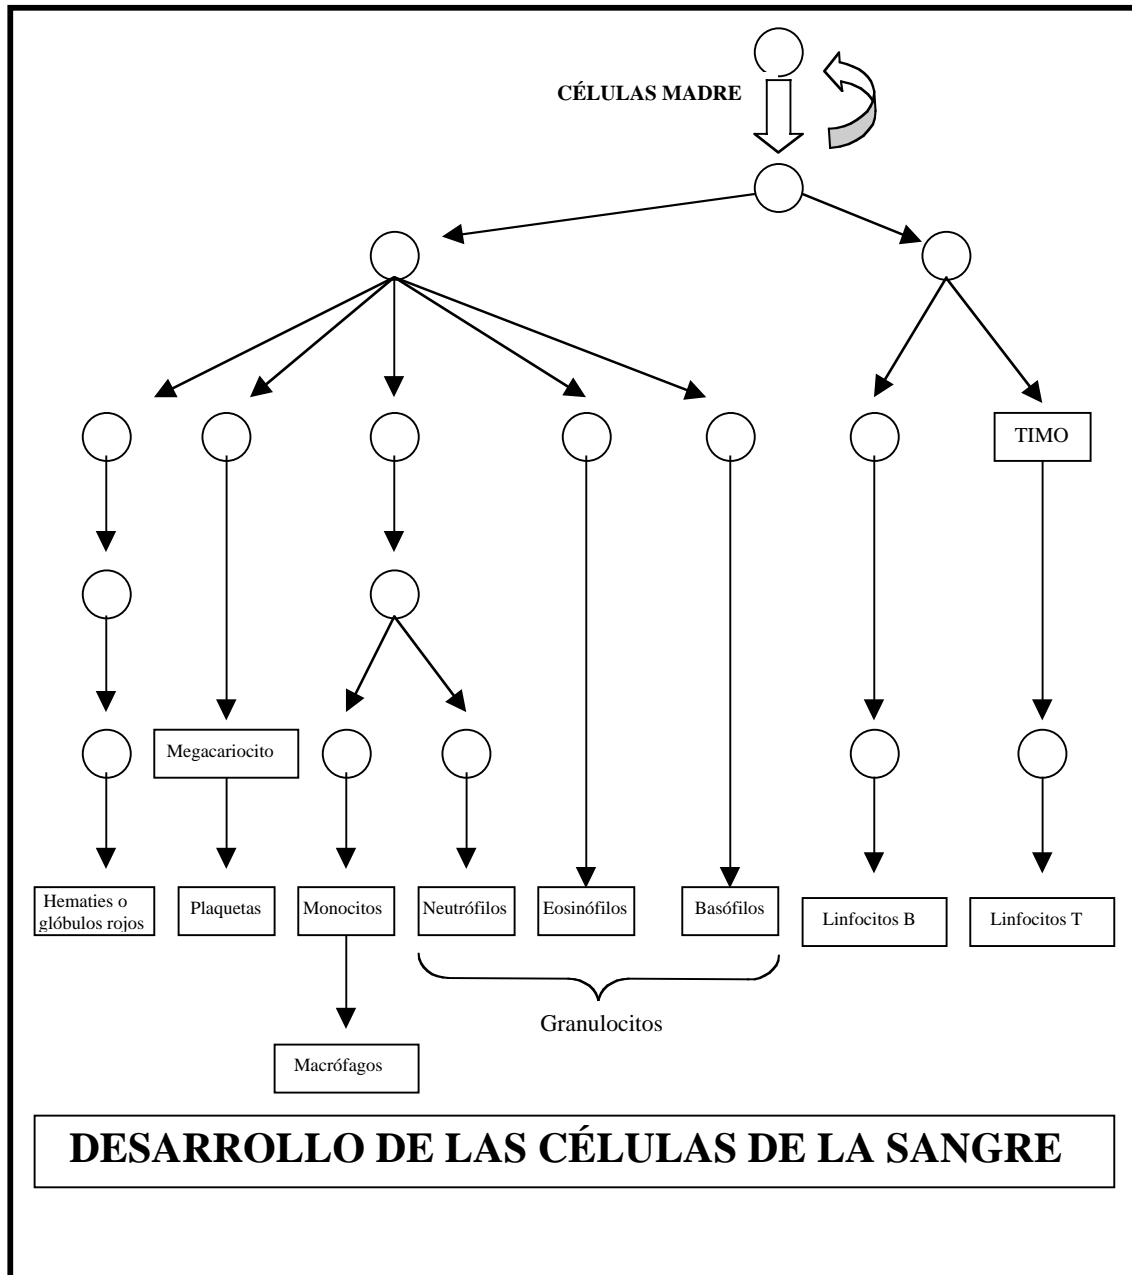 CÉLULAS MADRE
TIMO
Megacariocito
Hematies o
glóbulos rojos
Plaquetas
Monocitos
Neutrófilos
Eosinófilos
Basófilos
Linfocitos B
Linfocitos T
Granulocitos
Macrófagos
DESARROLLO DE LAS CÉLULAS DE LA SANGRE